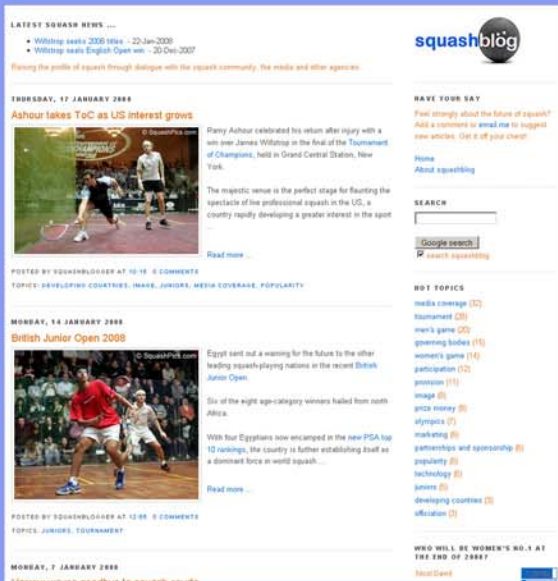 LATEST SQUASH NEWS ...
Willstrop seeks 2008 titles - 22-Jan-2008
Willstrop seals English Open win - 20-Dec-2007
Raising the profile of squash through dialogue with the squash community, the media and other agencies.
THURSDAY, 17 JANUARY 2008
Ashour takes ToC as US interest grows
© SquashPics.com
Ramy Ashour celebrated his return after injury with a
win over James Willstrop in the final of the Tournament
of Champions, held in Grand Central Station, New
York.
The majestic venue is the perfect stage for flaunting the
spectacle of live professional squash in the US, a
country rapidly developing a greater interest in the sport
...
Read more ...
POSTED BY SQUASHBLOGGER AT 10:15 0 COMMENTS
TOPICS: DEVELOPING COUNTRIES, IMAGE, JUNIORS, MEDIA COVERAGE, POPULARITY
MONDAY, 14 JANUARY 2008
British Junior Open 2008
© SquashPics.com
Egypt sent out a warning for the future to the other
leading squash-playing nations in the recent British
Junior Open.
Six of the eight age-category winners hailed from north
Africa.
With four Egyptians now encamped in the new PSA top
10 rankings, the country is further establishing itself as
a dominant force in world squash ...
Read more ...
POSTED BY SQUASHBLOGGER AT 0 COMMENTS
TOPICS: JUNIORS, TOURNAMENT
MONDAY, 7 JANUARY 2008
squashblog
HAVE YOUR SAY
Feel strongly about the future of squash?
Add a comment or email me to suggest
new articles. Get it off your chest!
Home
About squashblog
SEARCH
Google search
search squashblog
HOT TOPICS
media coverage (32)
tournament
men's game (20)
governing bodies (15)
women's game (14)
participation (12)
provision (11)
image
prize money
olympics (7)
marketing (6)
partnerships and sponsorship
popularity
technology
juniors (5)
developing countries (3)
officiation (3)
WHO WILL BE WOMEN'S NO.1 AT
THE END OF 2008?
Nicol David